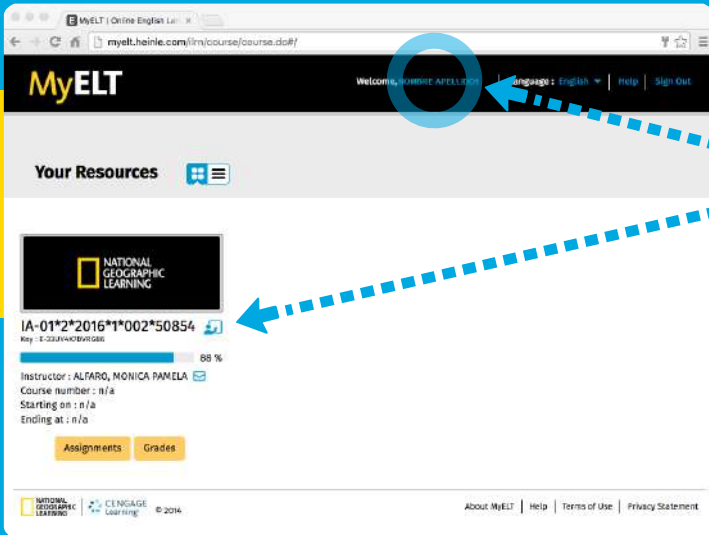 MyELT | Online English Lan
myelt.heinle.com/ilrn/course/course.do#/
MyELT
Welcome, NOMBRE APELLIDOS | Language : English | Help | Sign Out
Your Resources
NATIONAL
GEOGRAPHIC
LEARNING
IA-01*2*2016*1*002*50854
Key :
88 %
Instructor : ALFARO, MONICA PAMELA
Course number : n/a
Starting on : n/a
Ending at : n/a
Assignments Grades
NATIONAL
GEOGRAPHIC
LEARNING
CENGAGE
Learning
© 2014
About MyELT | Help | Terms of Use | Privacy Statement